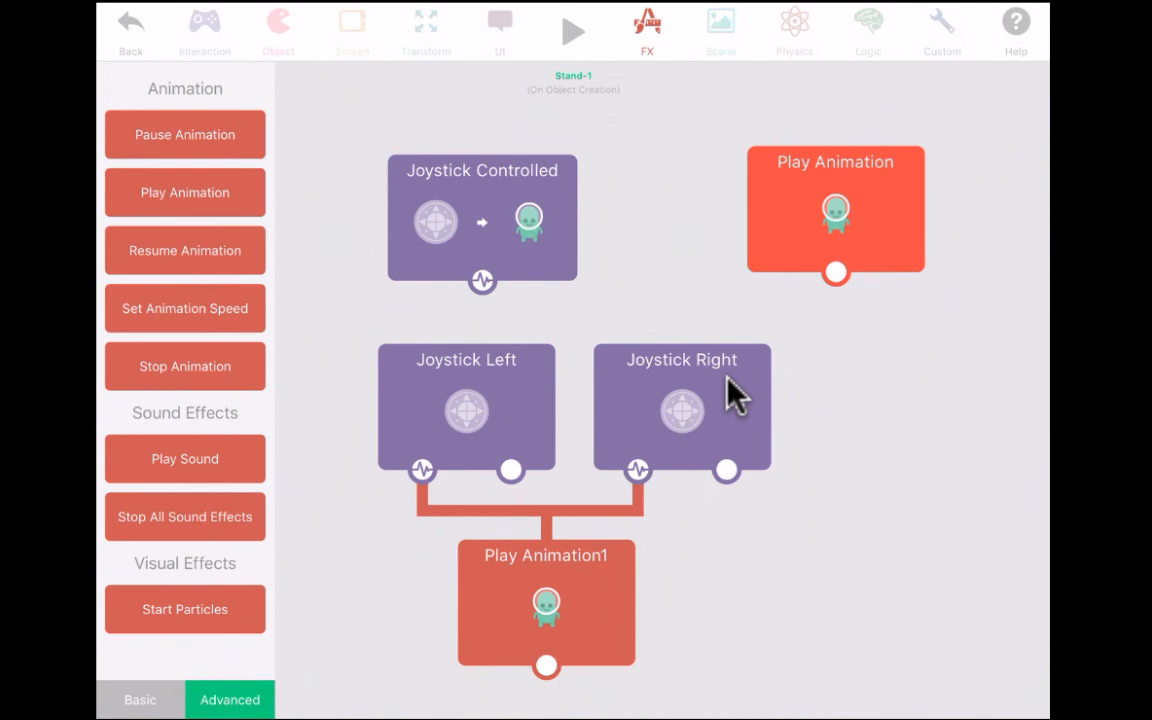 Back
Interaction
Object
Screen
Transform
UI
FX
Scene
Physics
Logic
Custom
Help
Stand-1
(On Object Creation)
Animation
Pause Animation
Play Animation
Resume Animation
Set Animation Speed
Stop Animation
Sound Effects
Play Sound
Stop All Sound Effects
Visual Effects
Start Particles
Basic
Advanced
Joystick Controlled
Play Animation
Joystick Left
Joystick Right
Play Animation1